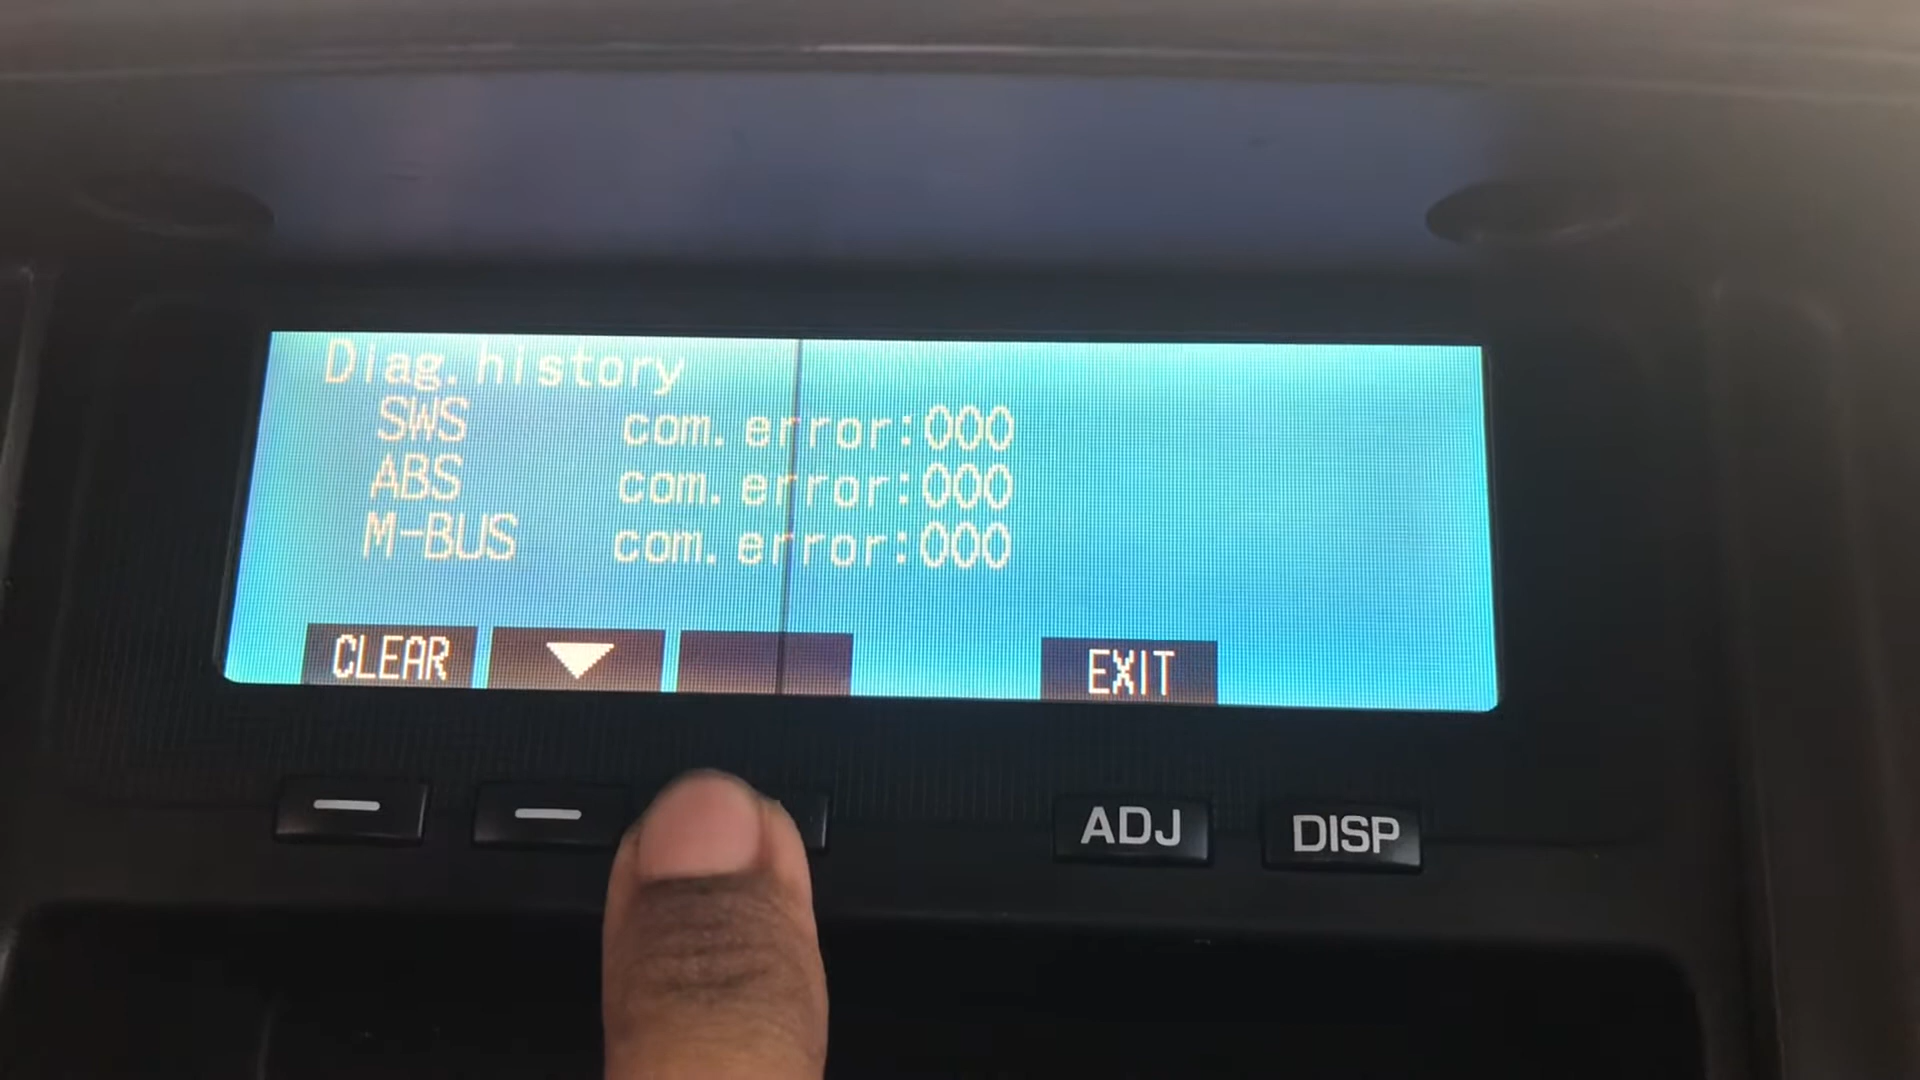 Diag.history
SWS com.error:000
ABS com.error:000
M-BUS com.error:000
CLEAR EXIT
ADJ DISP